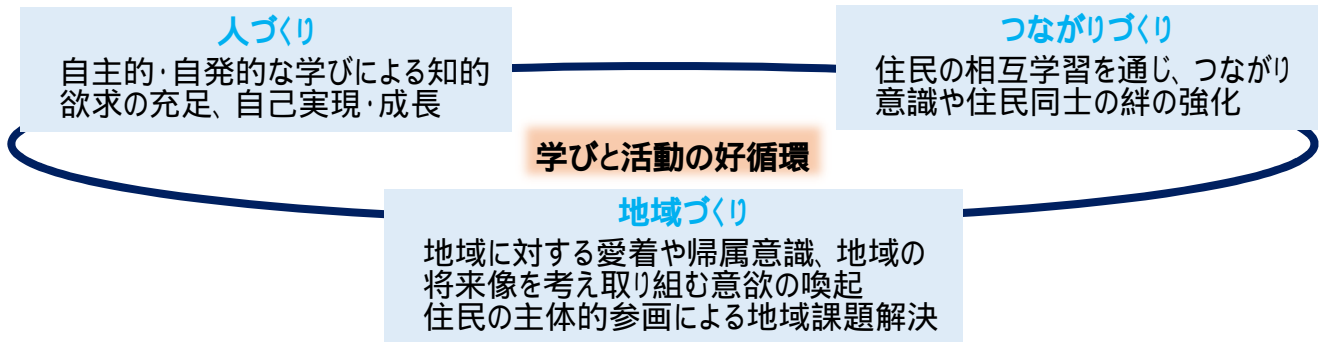 人づくり
自主的・自発的な学びによる知的
欲求の充足、自己実現・成長
つながりづくり
住民の相互学習を通じ、つながり
意識や住民同士の絆の強化
学びと活動の好循環
地域づくり
地域に対する愛着や帰属意識、地域の
将来像を考え取り組む意欲の喚起
住民の主体的参画による地域課題解決